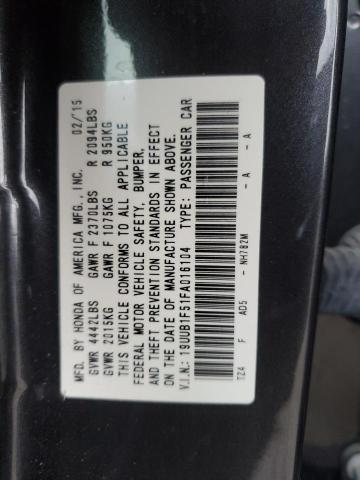 MFD. BY HONDA OF AMERICA MFG., INC. 02/15
GVWR 4442LBS GAWR F 2370LBS R 2094LBS
GVWR 2015KG GAWR F 1075KG R 950KG
THIS VEHICLE CONFORMS TO ALL APPLICABLE
FEDERAL MOTOR VEHICLE SAFETY, BUMPER,
AND THEFT PREVENTION STANDARDS IN EFFECT
ON THE DATE OF MANUFACTURE SHOWN ABOVE.
V.I.N: 19UUB1F51FA016104 TYPE: PASSENGER CAR
TZ4 F AD5 - NH782M - A - A